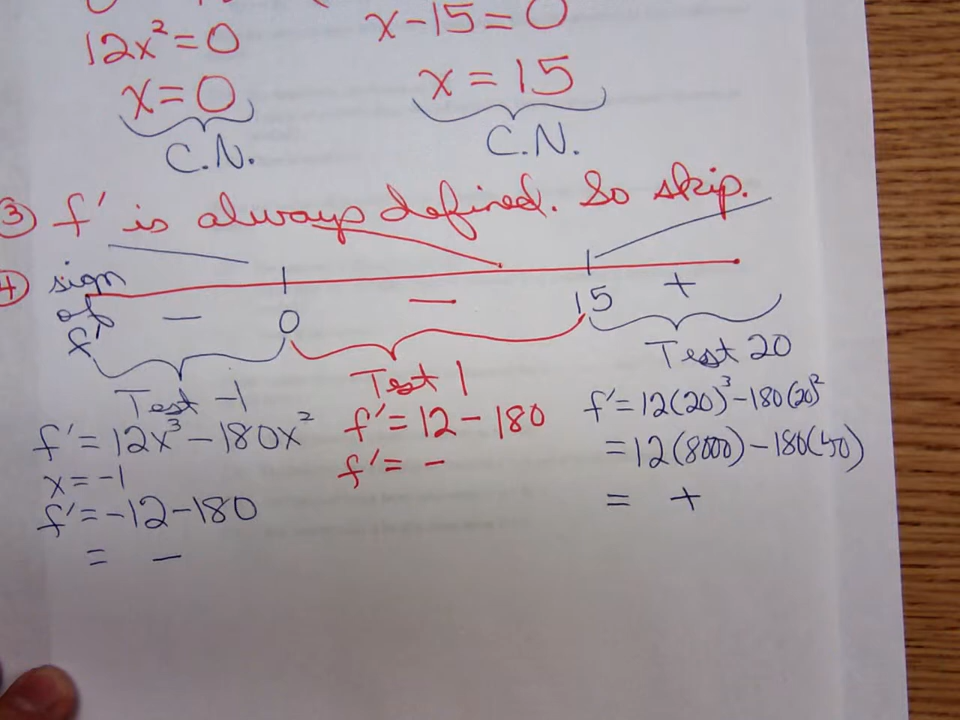 12x² = 0
x - 15 = 0
x = 0
x = 15
C.N.
C.N.
③ f' is always defined. So skip.
④ sign of f'
− 0 − 15 +
Test -1
f' = 12x³ - 180x²
x = -1
f' = -12 - 180
= −
Test 1
f' = 12 - 180
f' = −
Test 20
f' = 12(20)³ - 180(20)²
= 12(8000) - 180(40)
= +